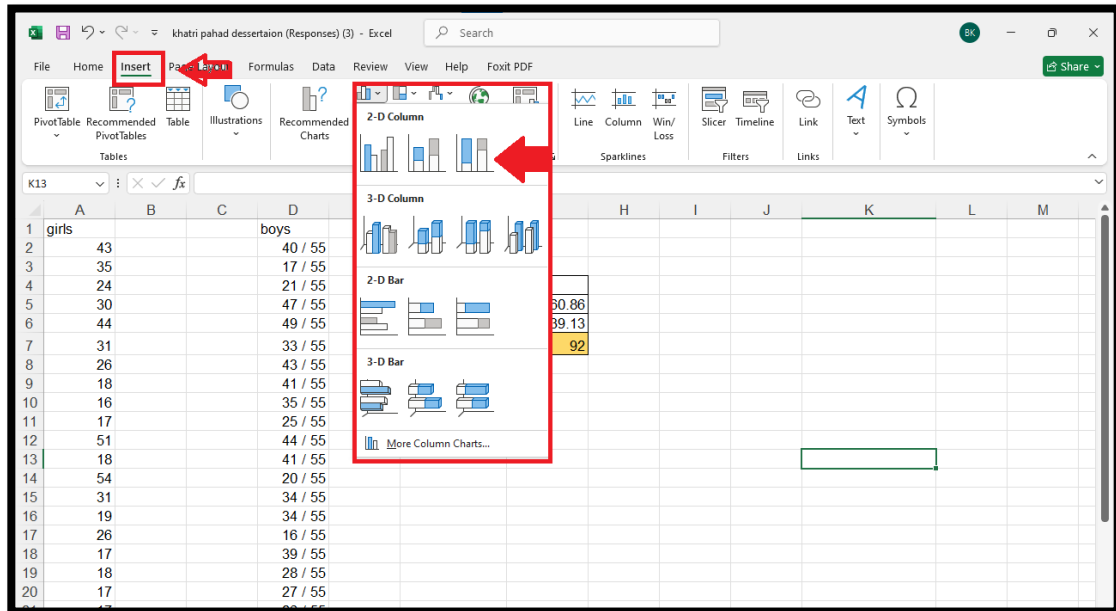 khatri pahad dessertaion (Responses) (3) - Excel
Search
BK
File Home Insert Page Layout Formulas Data Review View Help Foxit PDF
Share
PivotTable Recommended PivotTables Table Illustrations Recommended Charts Line Column Win/ Loss Slicer Timeline Link Text Symbols
Tables Sparklines Filters Links
2-D Column
3-D Column
2-D Bar
3-D Bar
More Column Charts...
K13 fx
A B C D H I J K L M
1 girls boys
2 43 40 / 55
3 35 17 / 55
4 24 21 / 55
5 30 47 / 55 60.86
6 44 49 / 55 39.13
7 31 33 / 55 92
8 26 43 / 55
9 18 41 / 55
10 16 35 / 55
11 17 25 / 55
12 51 44 / 55
13 18 41 / 55
14 54 20 / 55
15 31 34 / 55
16 19 34 / 55
17 26 16 / 55
18 17 39 / 55
19 18 28 / 55
20 17 27 / 55